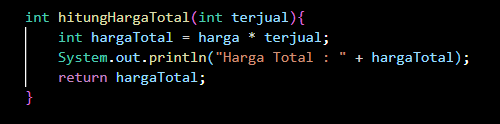 int hitungHargaTotal(int terjual){
    int hargaTotal = harga * terjual;
    System.out.println("Harga Total : " + hargaTotal);
    return hargaTotal;
}